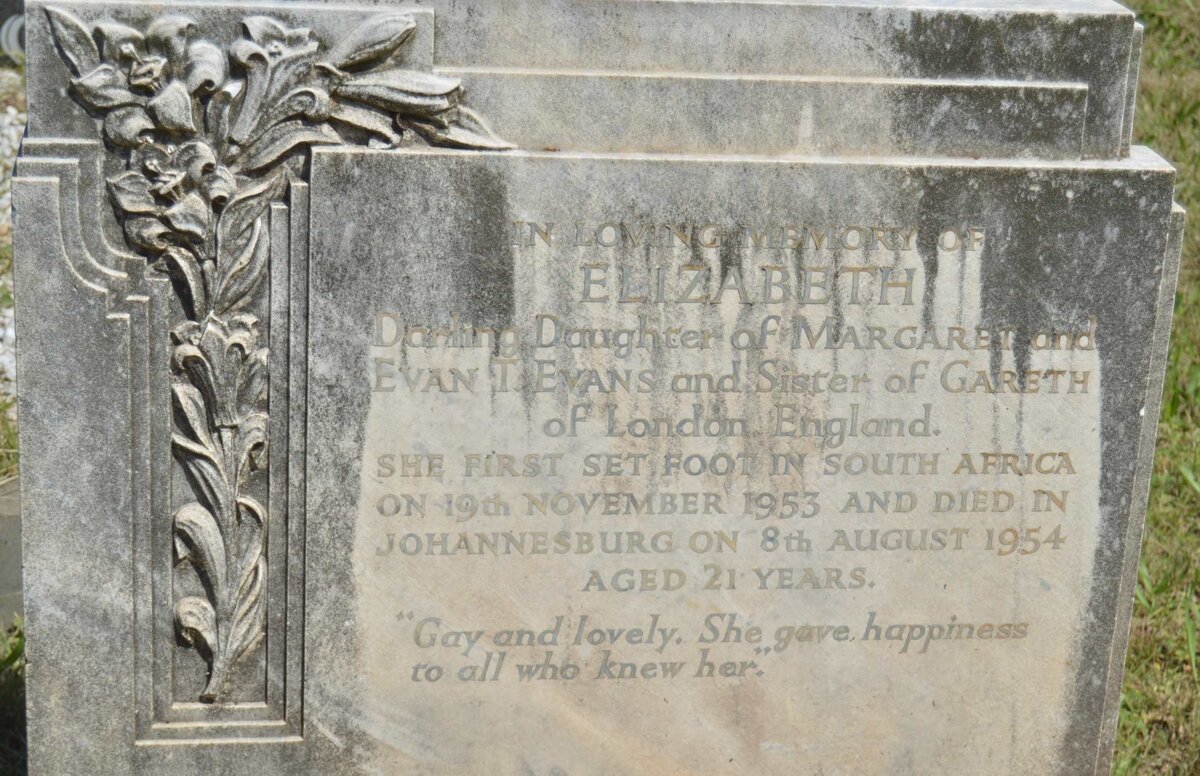 IN LOVING MEMORY OF
ELIZABETH
Darling Daughter of MARGARET and
EVAN T. EVANS and Sister of GARETH
of London, England.
SHE FIRST SET FOOT IN SOUTH AFRICA
ON 19th NOVEMBER 1953 AND DIED IN
JOHANNESBURG ON 8th AUGUST 1954
AGED 21 YEARS.
"Gay and lovely. She gave happiness
to all who knew her."